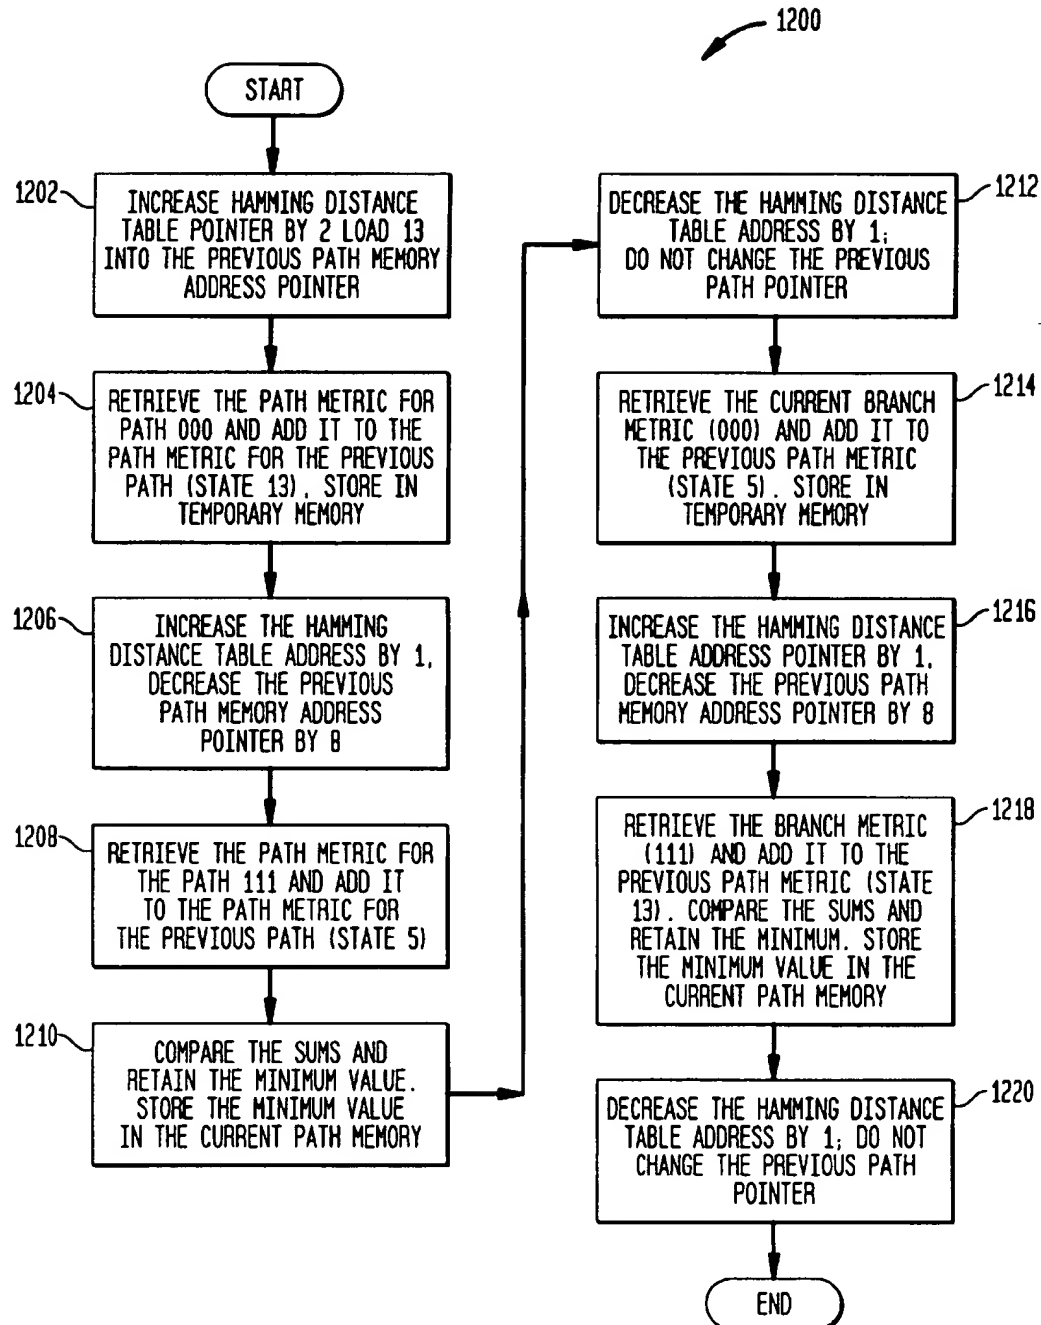 1200
START
1202
INCREASE HAMMING DISTANCE
TABLE POINTER BY 2 LOAD 13
INTO THE PREVIOUS PATH MEMORY
ADDRESS POINTER
1204
RETRIEVE THE PATH METRIC FOR
PATH 000 AND ADD IT TO THE
PATH METRIC FOR THE PREVIOUS
PATH (STATE 13). STORE IN
TEMPORARY MEMORY
1206
INCREASE THE HAMMING
DISTANCE TABLE ADDRESS BY 1,
DECREASE THE PREVIOUS
PATH MEMORY ADDRESS
POINTER BY 8
1208
RETRIEVE THE PATH METRIC FOR
THE PATH 111 AND ADD IT
TO THE PATH METRIC FOR
THE PREVIOUS PATH (STATE 5)
1210
COMPARE THE SUMS AND
RETAIN THE MINIMUM VALUE.
STORE THE MINIMUM VALUE
IN THE CURRENT PATH MEMORY
1212
DECREASE THE HAMMING DISTANCE
TABLE ADDRESS BY 1;
DO NOT CHANGE THE PREVIOUS
PATH POINTER
1214
RETRIEVE THE CURRENT BRANCH
METRIC (000) AND ADD IT TO
THE PREVIOUS PATH METRIC
(STATE 5). STORE IN
TEMPORARY MEMORY
1216
INCREASE THE HAMMING DISTANCE
TABLE ADDRESS POINTER BY 1,
DECREASE THE PREVIOUS PATH
MEMORY ADDRESS POINTER BY 8
1218
RETRIEVE THE BRANCH METRIC
(111) AND ADD IT TO THE
PREVIOUS PATH METRIC (STATE
13). COMPARE THE SUMS AND
RETAIN THE MINIMUM. STORE
THE MINIMUM VALUE IN THE
CURRENT PATH MEMORY
1220
DECREASE THE HAMMING DISTANCE
TABLE ADDRESS BY 1; DO NOT
CHANGE THE PREVIOUS PATH
POINTER
END